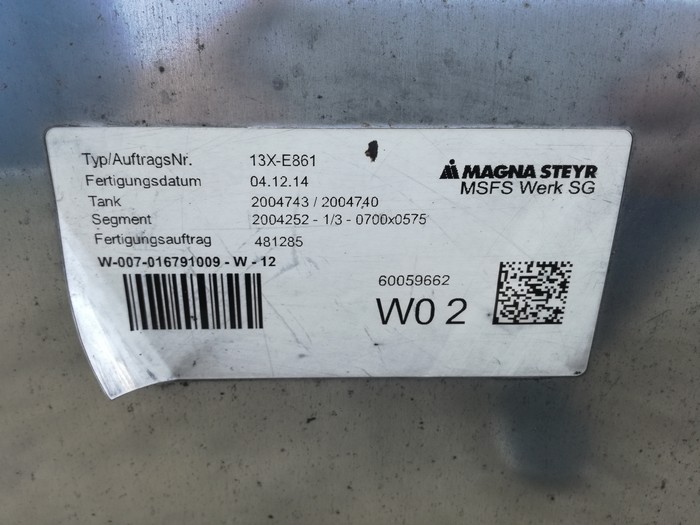 Typ/AuftragsNr. 13X-E861
Fertigungsdatum 04.12.14
Tank 2004743 / 2004740
Segment 2004252 - 1/3 - 0700x0575
Fertigungsauftrag 481285
W-007-016791009 - W - 12
MAGNA STEYR
MSFS Werk SG
60059662
W0 2